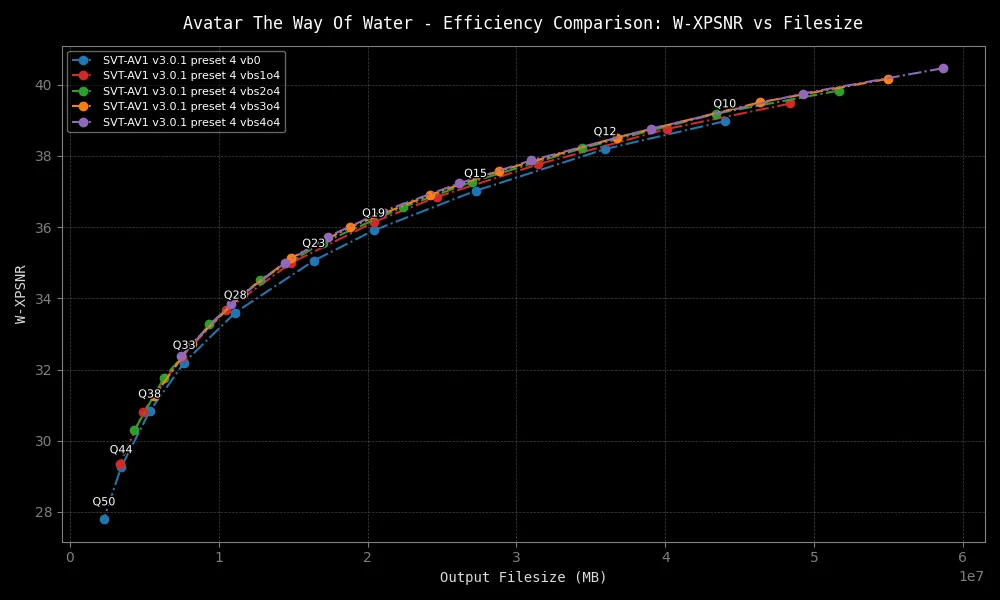 Avatar The Way Of Water - Efficiency Comparison: W-XPSNR vs Filesize
SVT-AV1 v3.0.1 preset 4 vb0
SVT-AV1 v3.0.1 preset 4 vbs1o4
SVT-AV1 v3.0.1 preset 4 vbs2o4
SVT-AV1 v3.0.1 preset 4 vbs3o4
SVT-AV1 v3.0.1 preset 4 vbs4o4
40
38
36
34
32
30
28
W-XPSNR
Q10
Q12
Q15
Q19
Q23
Q28
Q33
Q38
Q44
Q50
0 1 2 3 4 5 6
1e7
Output Filesize (MB)